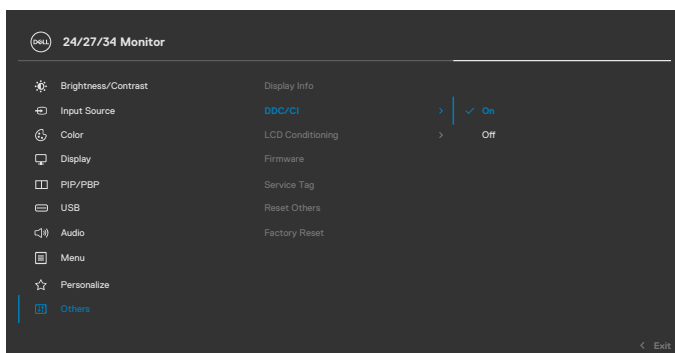 DELL 24/27/34 Monitor
Brightness/Contrast Display Info
Input Source DDC/CI > ✓ On
Color LCD Conditioning > Off
Display Firmware
PIP/PBP Service Tag
USB Reset Others
Audio Factory Reset
Menu
Personalize
Others
< Exit